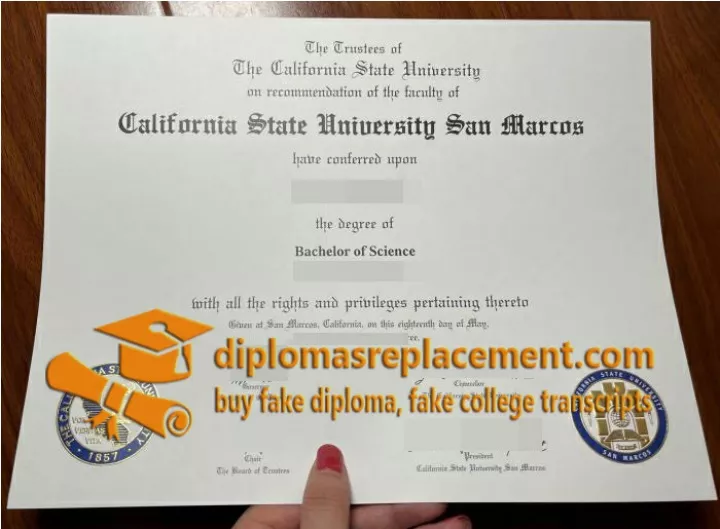 The Trustees of
The California State University
on recommendation of the faculty of
California State University San Marcos
have conferred upon
the degree of
Bachelor of Science
with all the rights and privileges pertaining thereto
Given at San Marcos, California, on this eighteenth day of May,
diplomasreplacement.com
buy fake diploma, fake college transcripts
Chancellor
Chair
The Board of Trustees
President
California State University San Marcos
1857
SAN MARCOS